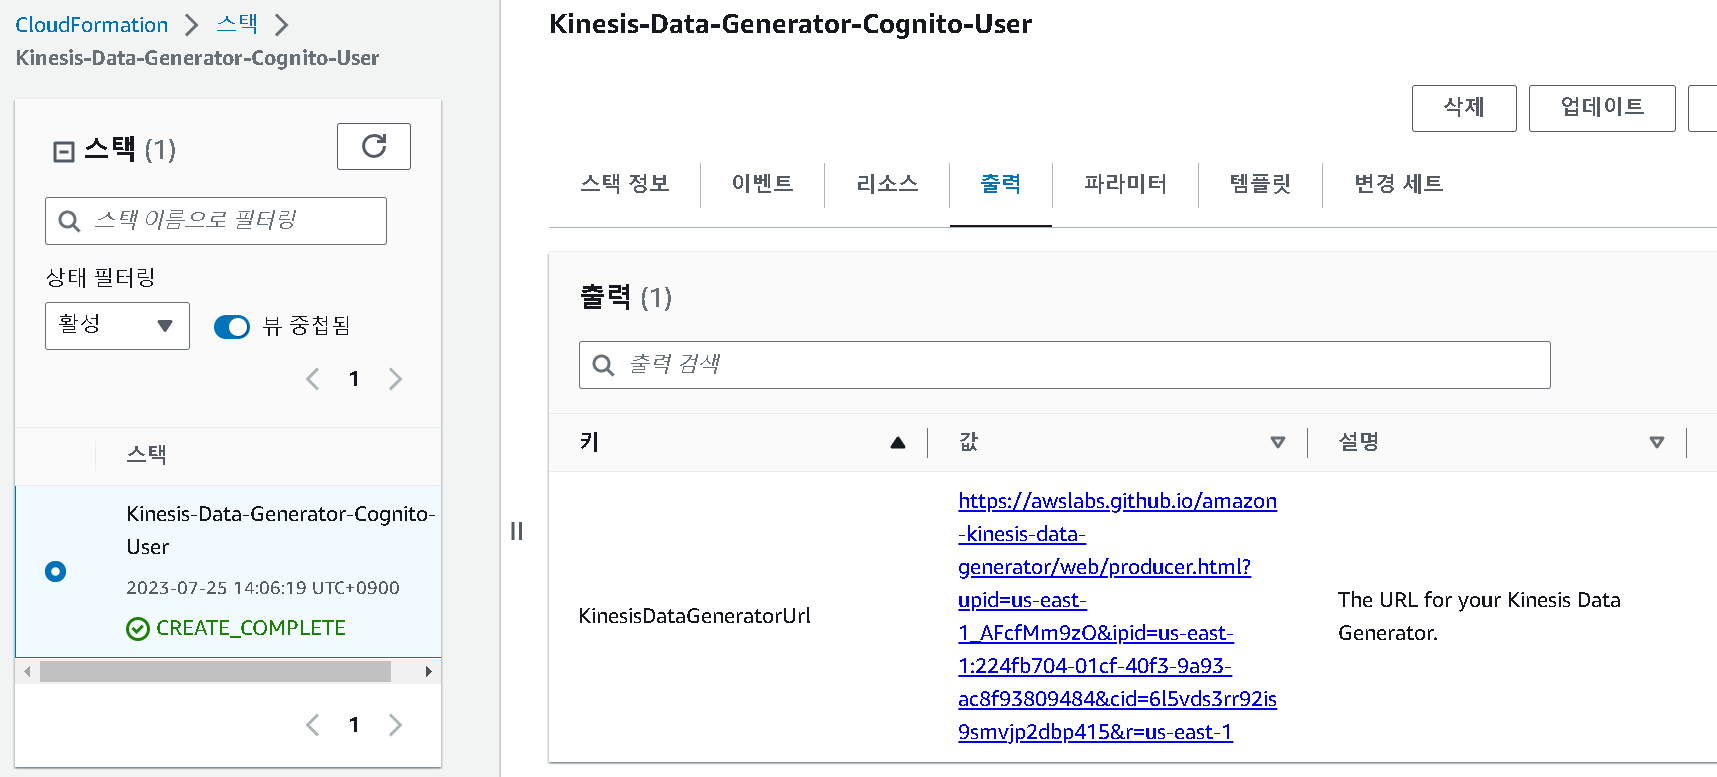 CloudFormation > 스택 >
Kinesis-Data-Generator-Cognito-User
스택 (1)
스택 이름으로 필터링
상태 필터링
활성
뷰 중첩됨
1
스택
Kinesis-Data-Generator-Cognito-
User
2023-07-25 14:06:19 UTC+0900
CREATE_COMPLETE
1
Kinesis-Data-Generator-Cognito-User
삭제 업데이트
스택 정보 이벤트 리소스 출력 파라미터 템플릿 변경 세트
출력 (1)
출력 검색
키 값 설명
KinesisDataGeneratorUrl
https://awslabs.github.io/amazon
-kinesis-data-
generator/web/producer.html?
upid=us-east-
1_AFcfMm9zO&ipid=us-east-
1:224fb704-01cf-40f3-9a93-
ac8f93809484&cid=6l5vds3rr92is
9smvjp2dbp415&r=us-east-1
The URL for your Kinesis Data
Generator.